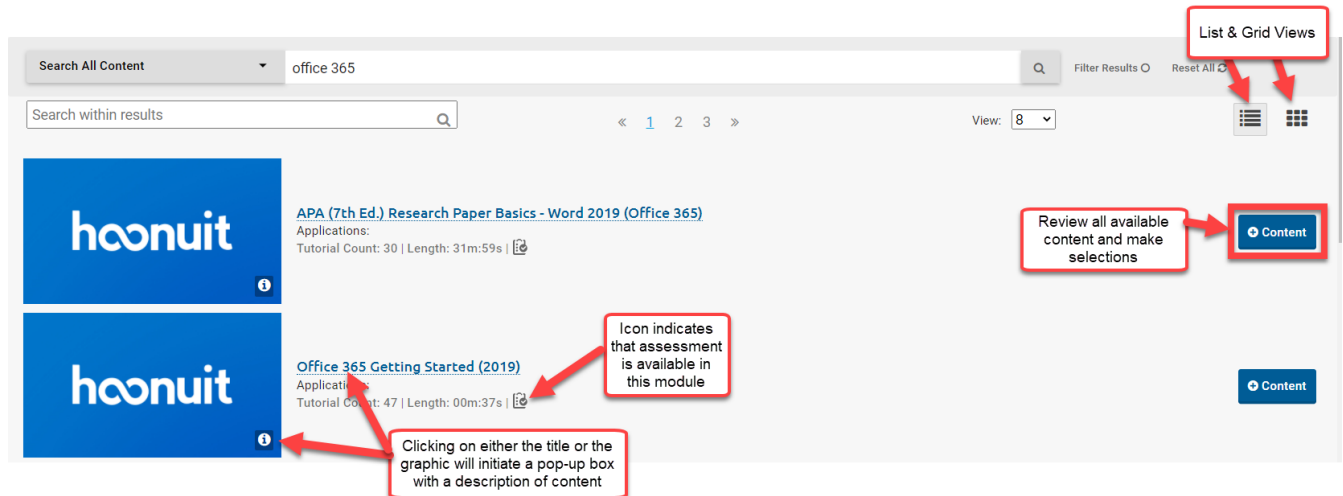 List & Grid Views
Search All Content
office 365
Filter Results
Reset All
Search within results
« 1 2 3 »
View: 8
hoonuit
APA (7th Ed.) Research Paper Basics - Word 2019 (Office 365)
Applications:
Tutorial Count: 30 | Length: 31m:59s |
Review all available
content and make
selections
Content
hoonuit
Office 365 Getting Started (2019)
Applications:
Tutorial Count: 47 | Length: 00m:37s |
Icon indicates
that assessment
is available in
this module
Content
Clicking on either the title or the
graphic will initiate a pop-up box
with a description of content